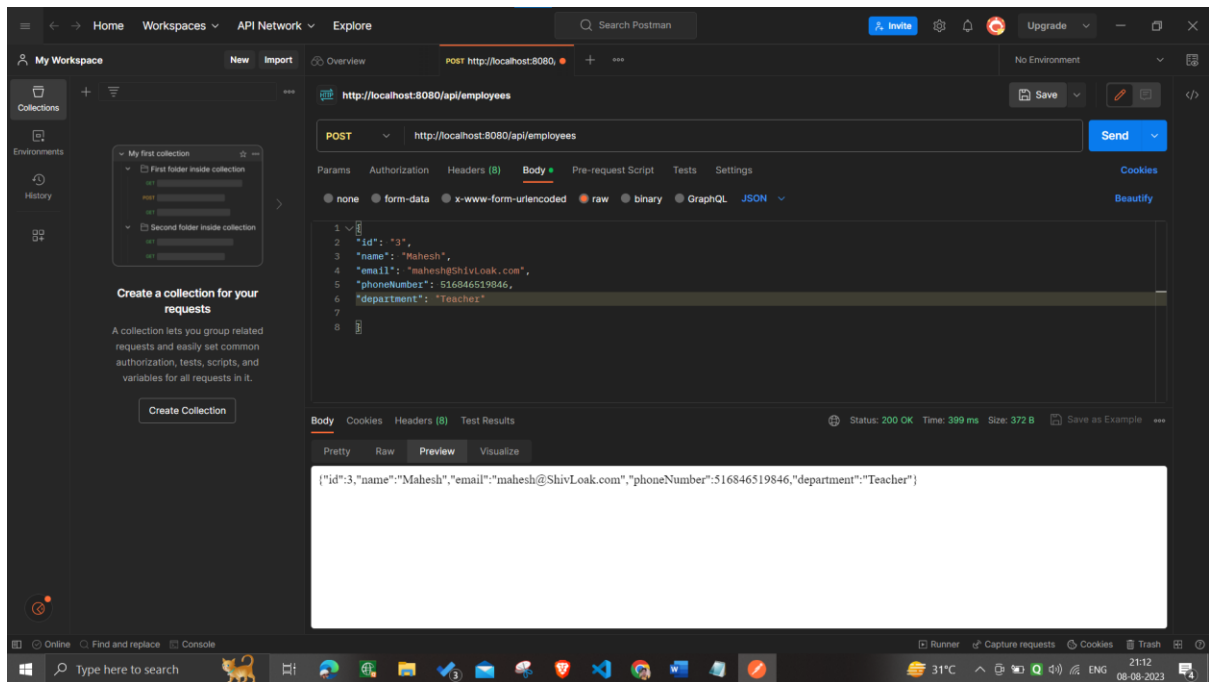 Home Workspaces API Network Explore Search Postman Invite Upgrade
My Workspace New Import Overview POST http://localhost:8080/ No Environment
Collections
http://localhost:8080/api/employees Save
Environments
POST http://localhost:8080/api/employees Send
History
My first collection
First folder inside collection
GET
POST
GET
Second folder inside collection
GET
GET
Create a collection for your
requests
A collection lets you group related
requests and easily set common
authorization, tests, scripts, and
variables for all requests in it.
Create Collection
Params Authorization Headers (8) Body Pre-request Script Tests Settings Cookies
none form-data x-www-form-urlencoded raw binary GraphQL JSON Beautify
1 {
2 "id": "3",
3 "name": "Mahesh",
4 "email": "mahesh@ShivLoak.com",
5 "phoneNumber": 516846519846,
6 "department": "Teacher"
7
8 }
Body Cookies Headers (8) Test Results Status: 200 OK Time: 399 ms Size: 372 B Save as Example
Pretty Raw Preview Visualize
{"id":3,"name":"Mahesh","email":"mahesh@ShivLoak.com","phoneNumber":516846519846,"department":"Teacher"}
Online Find and replace Console Runner Capture requests Cookies Trash
Type here to search 31°C ENG 21:12
08-08-2023